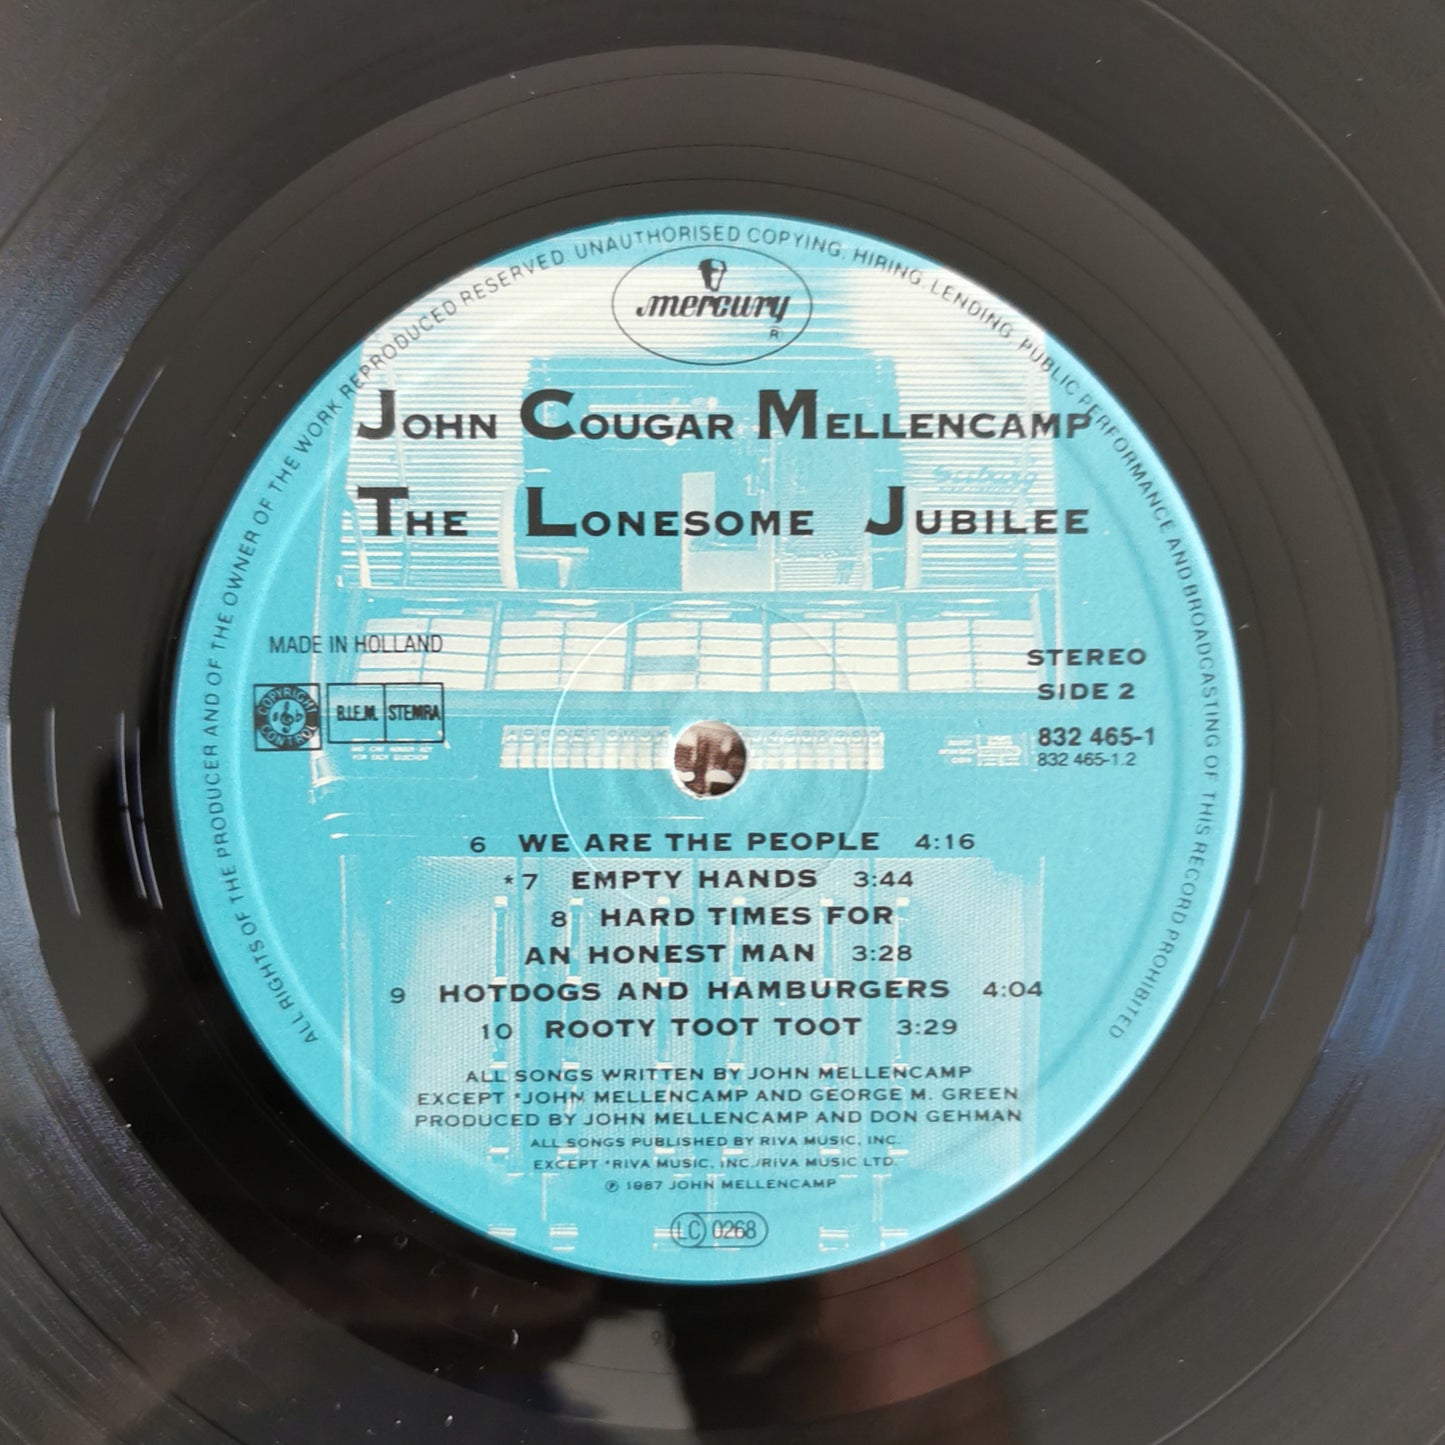 ALL RIGHTS OF THE PRODUCER AND OF THE OWNER OF THE WORK REPRODUCED RESERVED. UNAUTHORISED COPYING, HIRING, LENDING, PUBLIC PERFORMANCE AND BROADCASTING OF THIS RECORD PROHIBITED
mercury
R
JOHN COUGAR MELLENCAMP
THE LONESOME JUBILEE
MADE IN HOLLAND
COPYRIGHT CONTROL
B.I.E.M. STEMRA
STEREO
SIDE 2
832 465-1
832 465-1.2
6 WE ARE THE PEOPLE 4:16
*7 EMPTY HANDS 3:44
8 HARD TIMES FOR
AN HONEST MAN 3:28
9 HOTDOGS AND HAMBURGERS 4:04
10 ROOTY TOOT TOOT 3:29
ALL SONGS WRITTEN BY JOHN MELLENCAMP
EXCEPT *JOHN MELLENCAMP AND GEORGE M. GREEN
PRODUCED BY JOHN MELLENCAMP AND DON GEHMAN
ALL SONGS PUBLISHED BY RIVA MUSIC, INC.
EXCEPT *RIVA MUSIC, INC./RIVA MUSIC LTD.
℗ 1987 JOHN MELLENCAMP
LC 0268